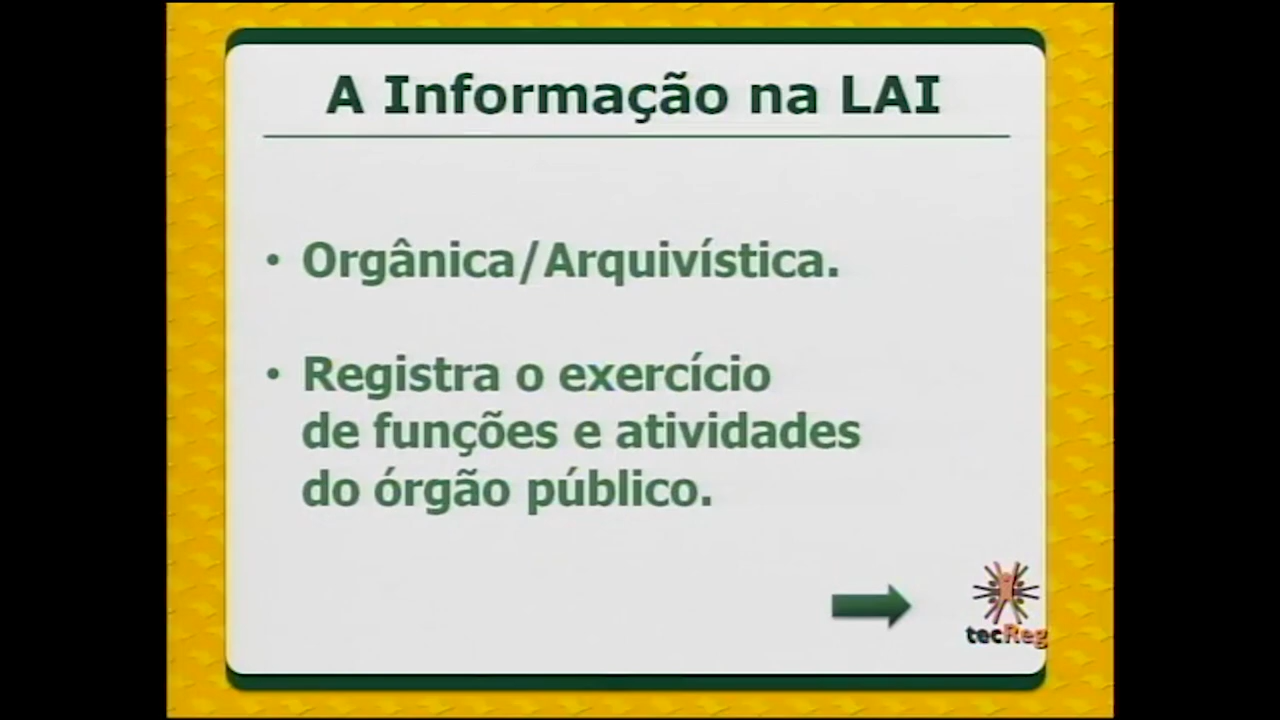 A Informação na LAI
• Orgânica/Arquivística.
• Registra o exercício
de funções e atividades
do órgão público.
tecReg